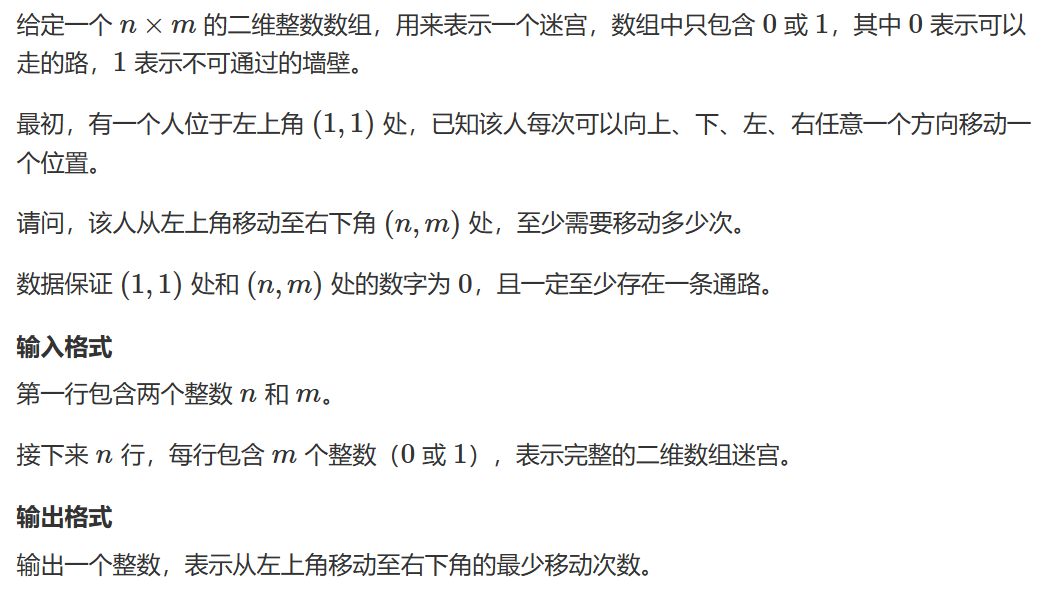 给定一个 n × m 的二维整数数组，用来表示一个迷宫，数组中只包含 0 或 1，其中 0 表示可以
走的路，1 表示不可通过的墙壁。
最初，有一个人位于左上角 (1, 1) 处，已知该人每次可以向上、下、左、右任意一个方向移动一
个位置。
请问，该人从左上角移动至右下角 (n, m) 处，至少需要移动多少次。
数据保证 (1, 1) 处和 (n, m) 处的数字为 0，且一定至少存在一条通路。
输入格式
第一行包含两个整数 n 和 m。
接下来 n 行，每行包含 m 个整数（0 或 1），表示完整的二维数组迷宫。
输出格式
输出一个整数，表示从左上角移动至右下角的最少移动次数。